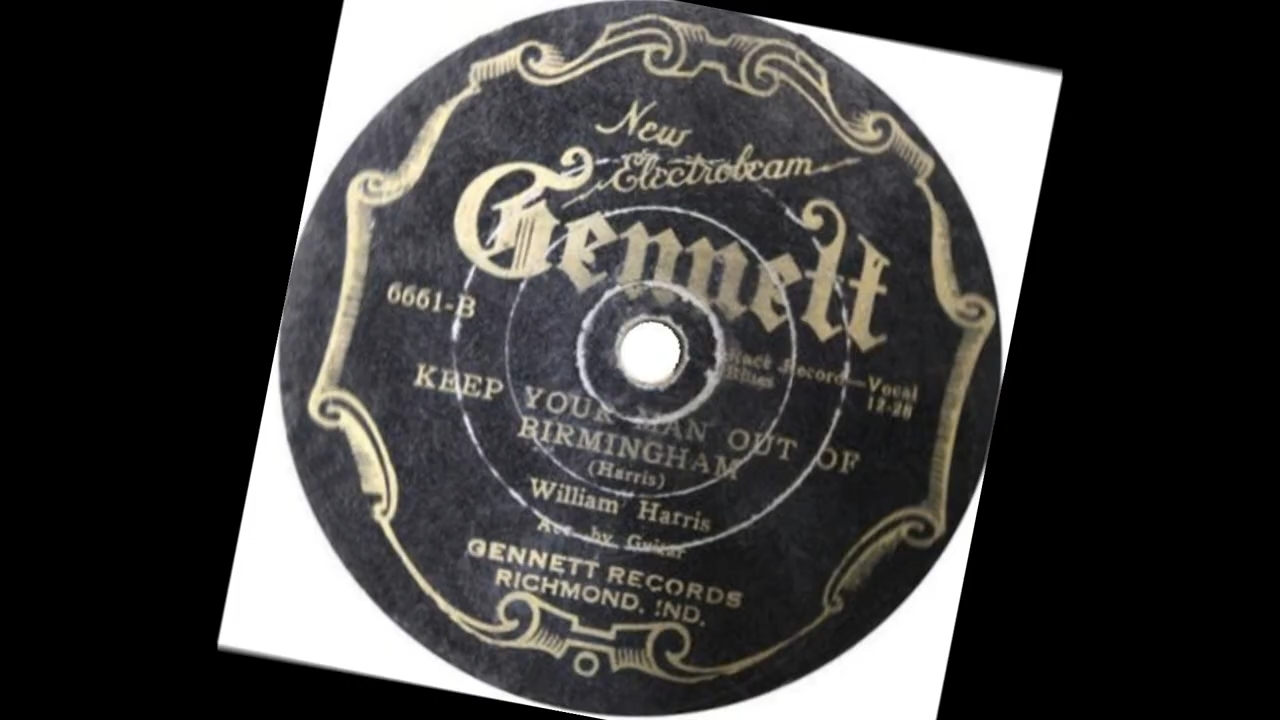 New
Electrobeam
Gennett
6661-B
Race Record—Vocal
Blues
12-28
KEEP YOUR MAN OUT OF
BIRMINGHAM
(Harris)
William Harris
Acc. by Guitar
GENNETT RECORDS
RICHMOND, IND.